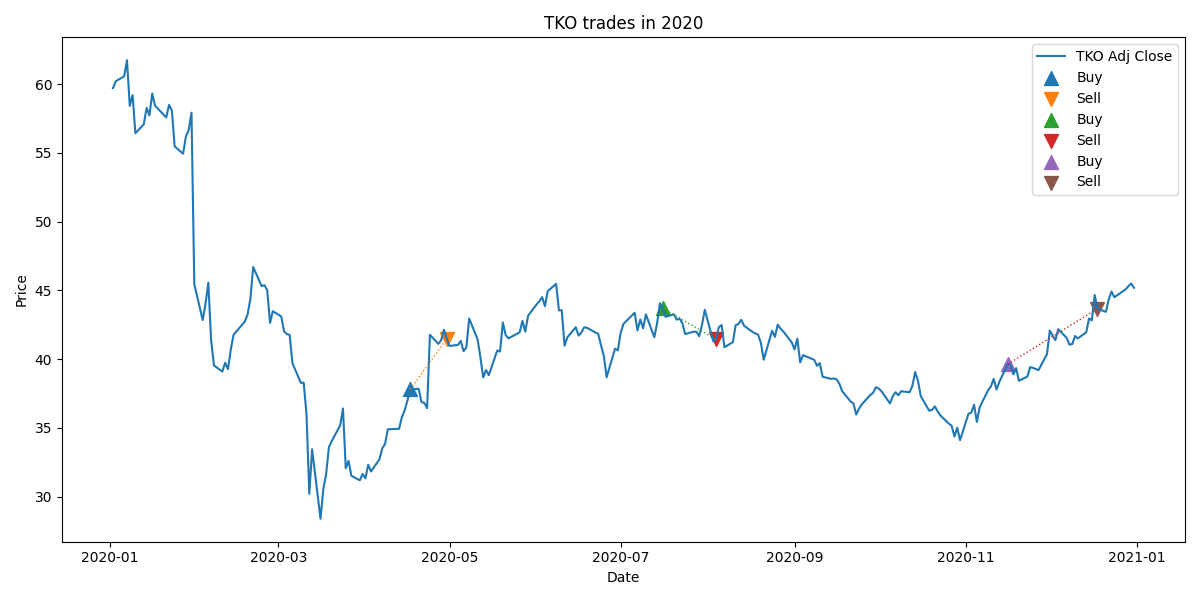 TKO trades in 2020
TKO Adj Close
Buy
Sell
Buy
Sell
Buy
Sell
Price
60
55
50
45
40
35
30
2020-01
2020-03
2020-05
2020-07
2020-09
2020-11
2021-01
Date